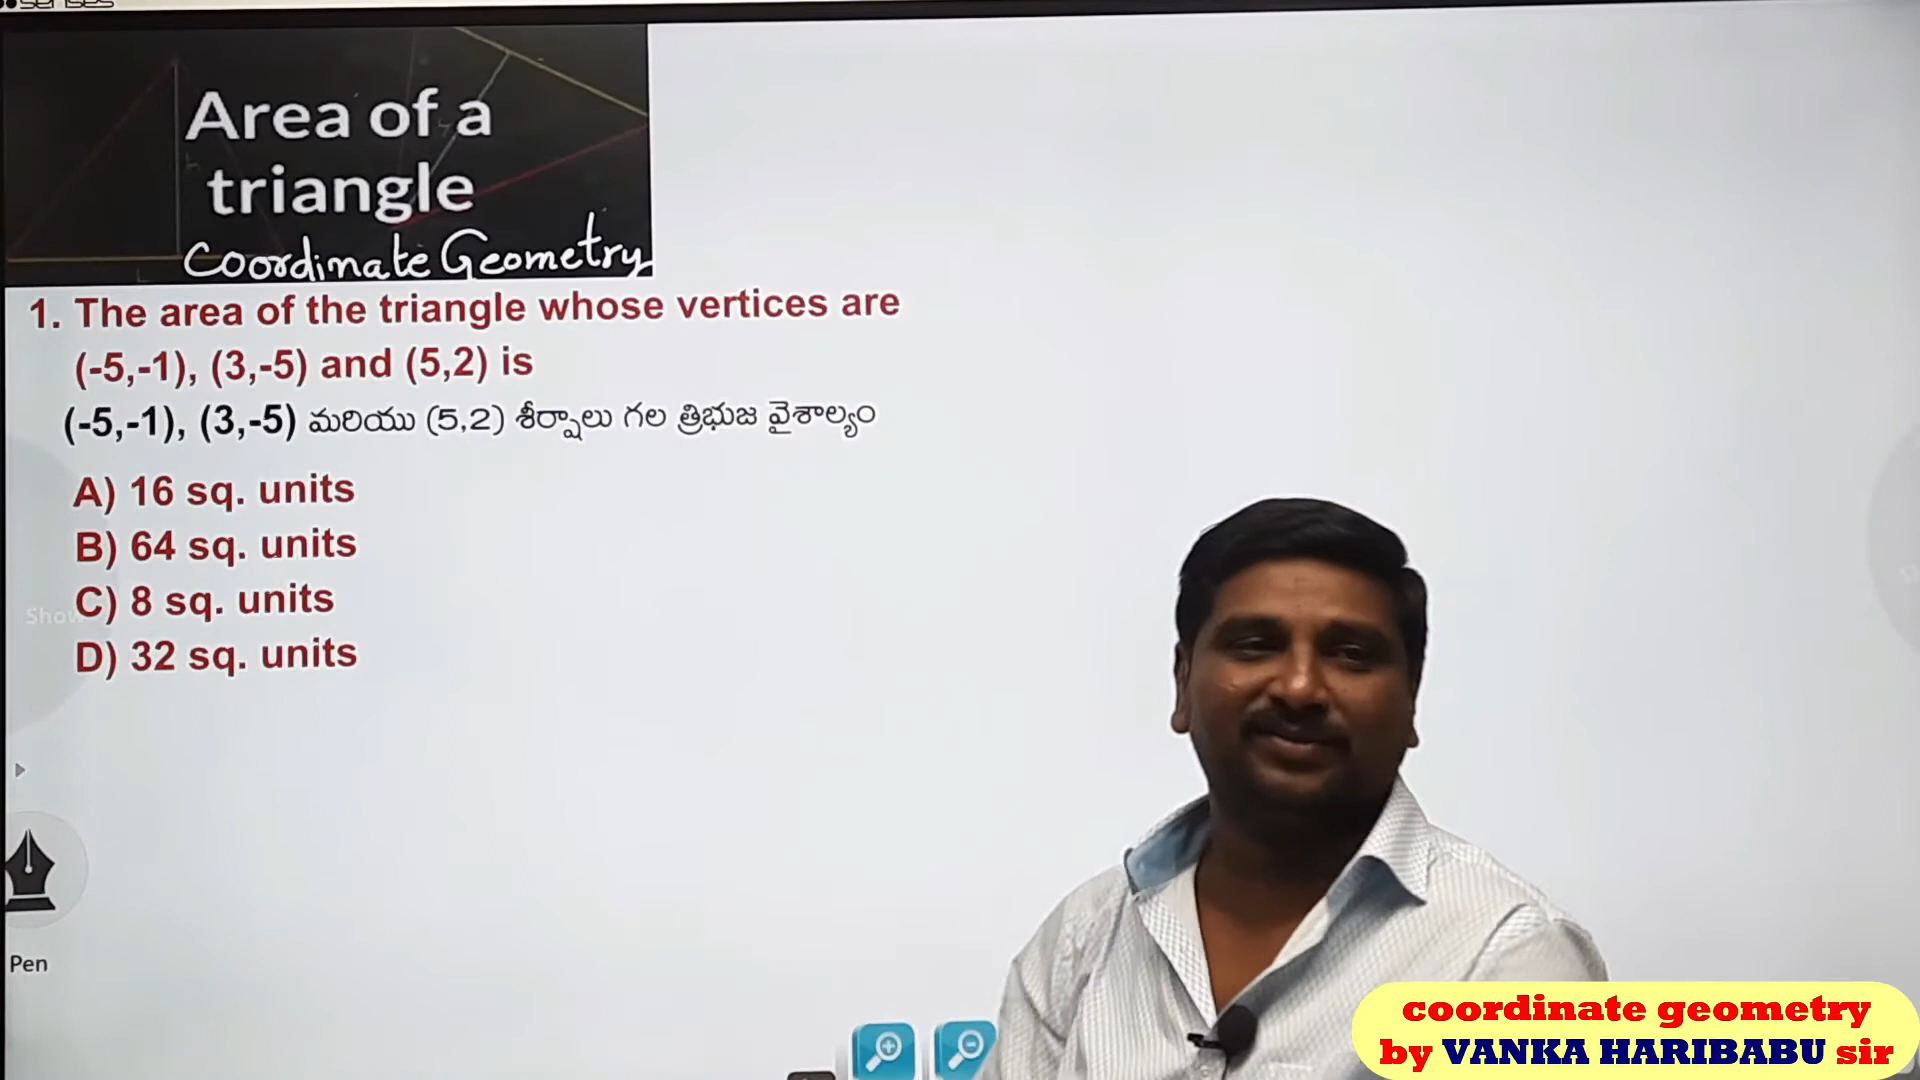 Area of a
triangle
Coordinate Geometry
1. The area of the triangle whose vertices are
(-5,-1), (3,-5) and (5,2) is
(-5,-1), (3,-5) మరియు (5,2) శీర్షాలు గల త్రిభుజ వైశాల్యం
A) 16 sq. units
B) 64 sq. units
C) 8 sq. units
Show
D) 32 sq. units
Pen
coordinate geometry
by VANKA HARIBABU sir